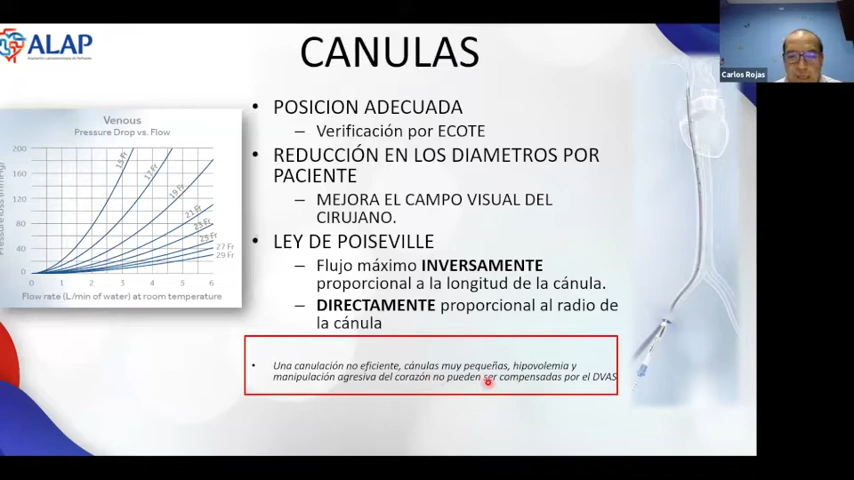 ALAP
CANULAS
Carlos Rojas
Venous
Pressure Drop vs. Flow
200
160
120
80
40
0
15 Fr
17 Fr
19 Fr
21 Fr
23 Fr
25 Fr
27 Fr
29 Fr
0 1 2 3 4 5 6
Flow rate (L/min of water) at room temperature
• POSICION ADECUADA
– Verificación por ECOTE
• REDUCCIÓN EN LOS DIAMETROS POR
PACIENTE
– MEJORA EL CAMPO VISUAL DEL
CIRUJANO.
• LEY DE POISEVILLE
– Flujo máximo INVERSAMENTE
proporcional a la longitud de la cánula.
– DIRECTAMENTE proporcional al radio de
la cánula
• Una canulación no eficiente, cánulas muy pequeñas, hipovolemia y
manipulación agresiva del corazón no pueden ser compensadas por el DVAS